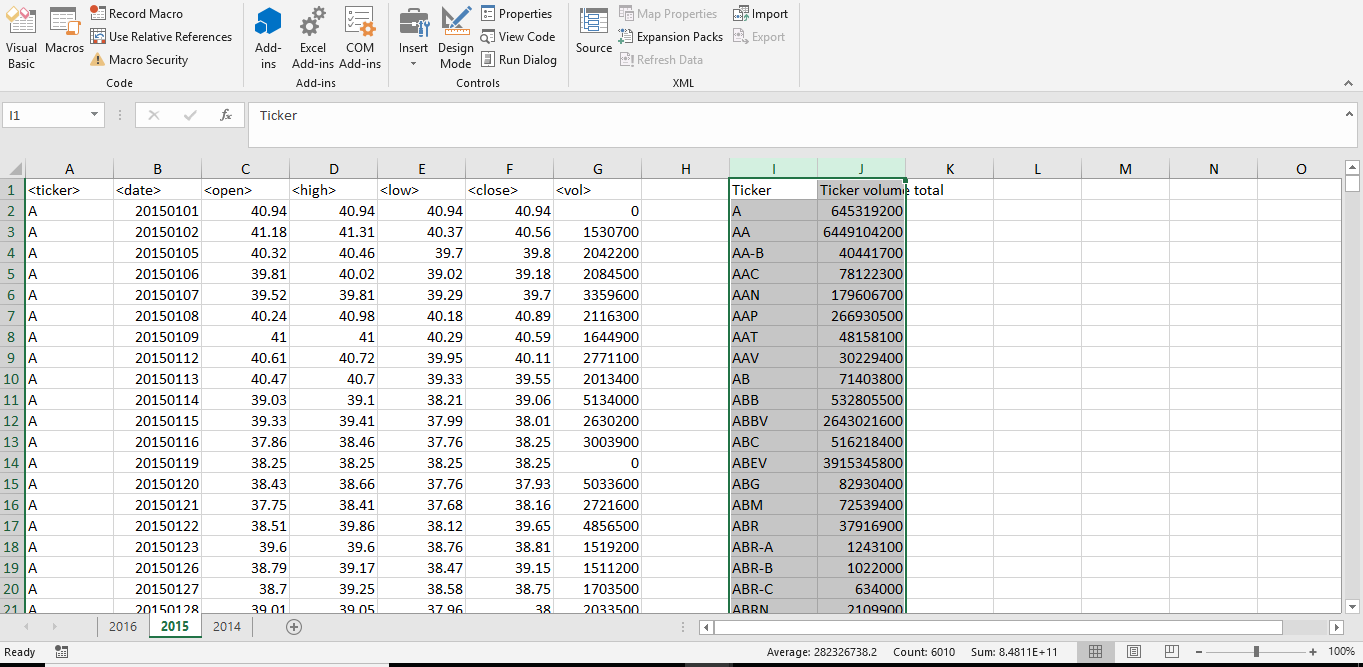 Record Macro Properties Map Properties Import
Use Relative References View Code Expansion Packs Export
Visual Basic Macros Macro Security Add-ins Excel Add-ins COM Add-ins Insert Design Mode Run Dialog Source Refresh Data
Code Add-ins Controls XML
I1 fx Ticker
A B C D E F G H I J K L M N O
1 <ticker> <date> <open> <high> <low> <close> <vol> Ticker Ticker volume total
2 A 20150101 40.94 40.94 40.94 40.94 0 A 645319200
3 A 20150102 41.18 41.31 40.37 40.56 1530700 AA 6449104200
4 A 20150105 40.32 40.46 39.7 39.8 2042200 AA-B 40441700
5 A 20150106 39.81 40.02 39.02 39.18 2084500 AAC 78122300
6 A 20150107 39.52 39.81 39.29 39.7 3359600 AAN 179606700
7 A 20150108 40.24 40.98 40.18 40.89 2116300 AAP 266930500
8 A 20150109 41 41 40.29 40.59 1644900 AAT 48158100
9 A 20150112 40.61 40.72 39.95 40.11 2771100 AAV 30229400
10 A 20150113 40.47 40.7 39.33 39.55 2013400 AB 71403800
11 A 20150114 39.03 39.1 38.21 39.06 5134000 ABB 532805500
12 A 20150115 39.33 39.41 37.99 38.01 2630200 ABBV 2643021600
13 A 20150116 37.86 38.46 37.76 38.25 3003900 ABC 516218400
14 A 20150119 38.25 38.25 38.25 38.25 0 ABEV 3915345800
15 A 20150120 38.43 38.66 37.76 37.93 5033600 ABG 82930400
16 A 20150121 37.75 38.41 37.68 38.16 2721600 ABM 72539400
17 A 20150122 38.51 39.86 38.12 39.65 4856500 ABR 37916900
18 A 20150123 39.6 39.6 38.76 38.81 1519200 ABR-A 1243100
19 A 20150126 38.79 39.17 38.47 39.15 1511200 ABR-B 1022000
20 A 20150127 38.7 39.25 38.58 38.75 1703500 ABR-C 634000
21 A 20150128 39.01 39.05 37.96 38 2033500 ABRN 2109900
2016 2015 2014
Ready Average: 282326738.2 Count: 6010 Sum: 8.4811E+11 100%